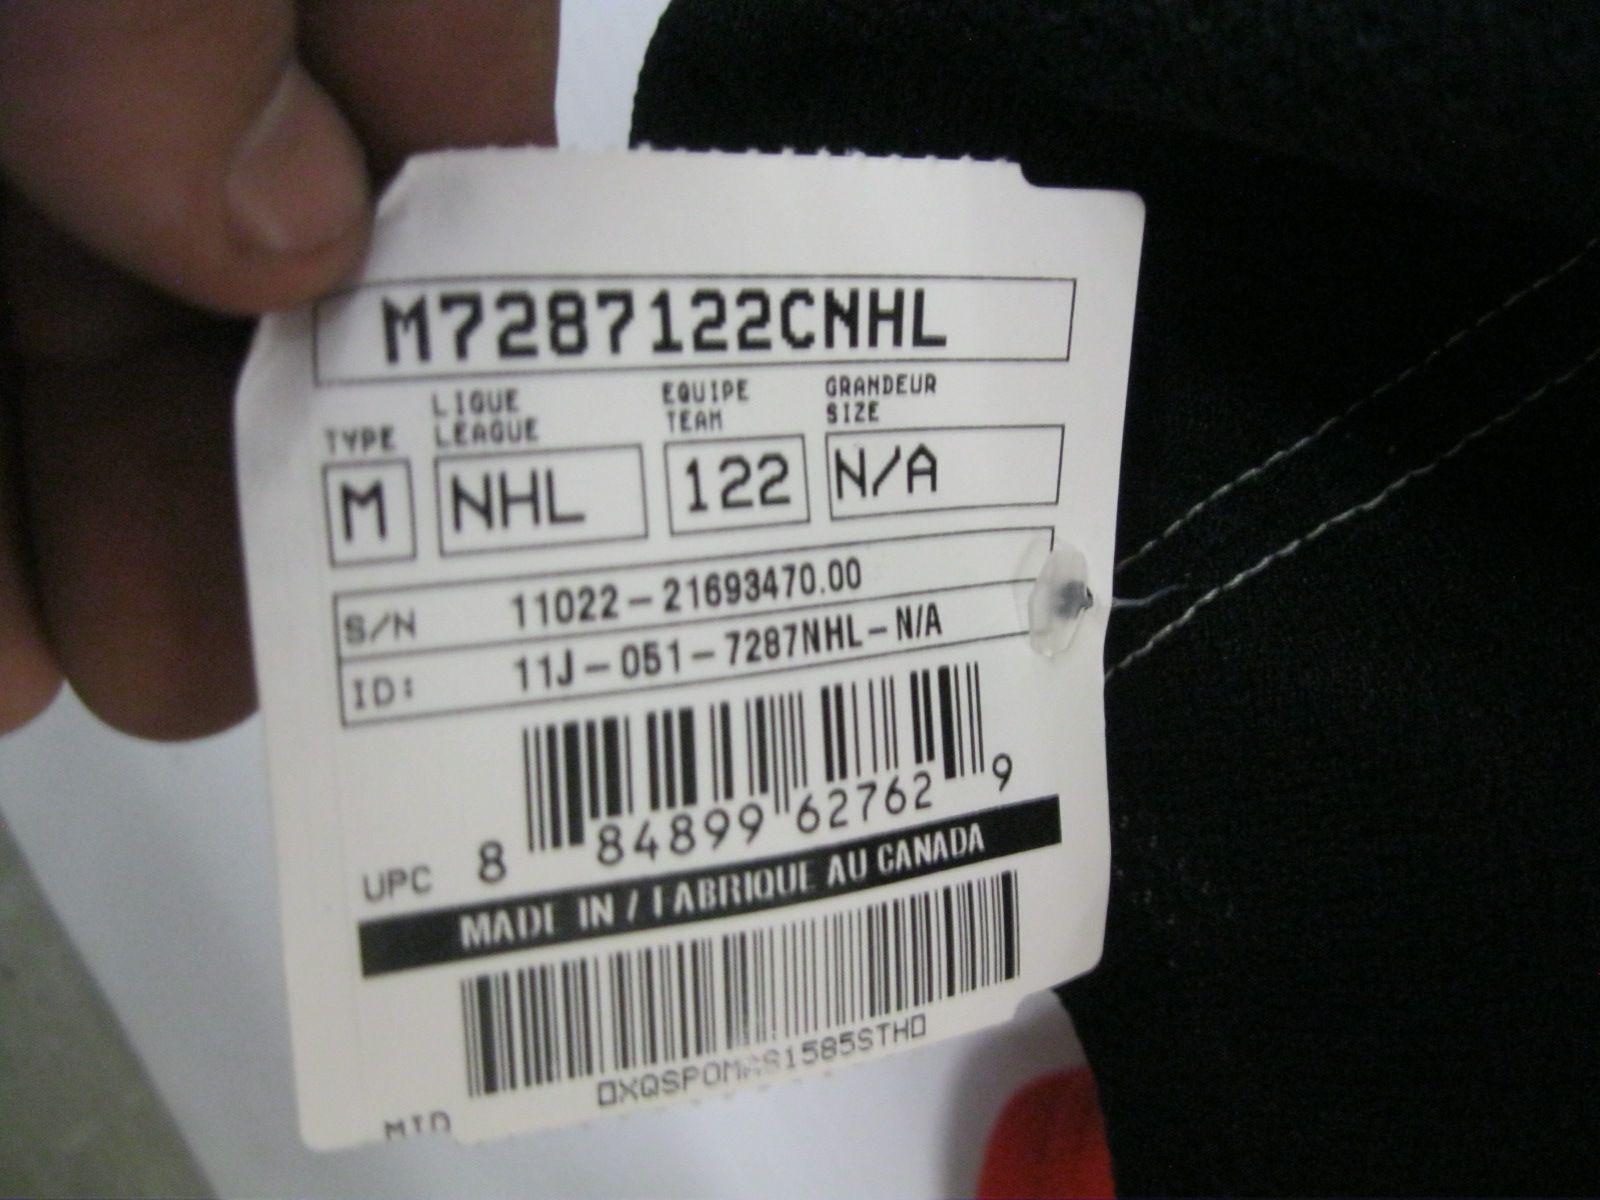 M7287122CNHL
TYPE
LIGUE
LEAGUE
EQUIPE
TEAM
GRANDEUR
SIZE
M
NHL
122
N/A
S/N 11022-21693470.00
ID: 11J-051-7287NHL-N/A
UPC 8 84899 62762 9
MADE IN / FABRIQUE AU CANADA
MID